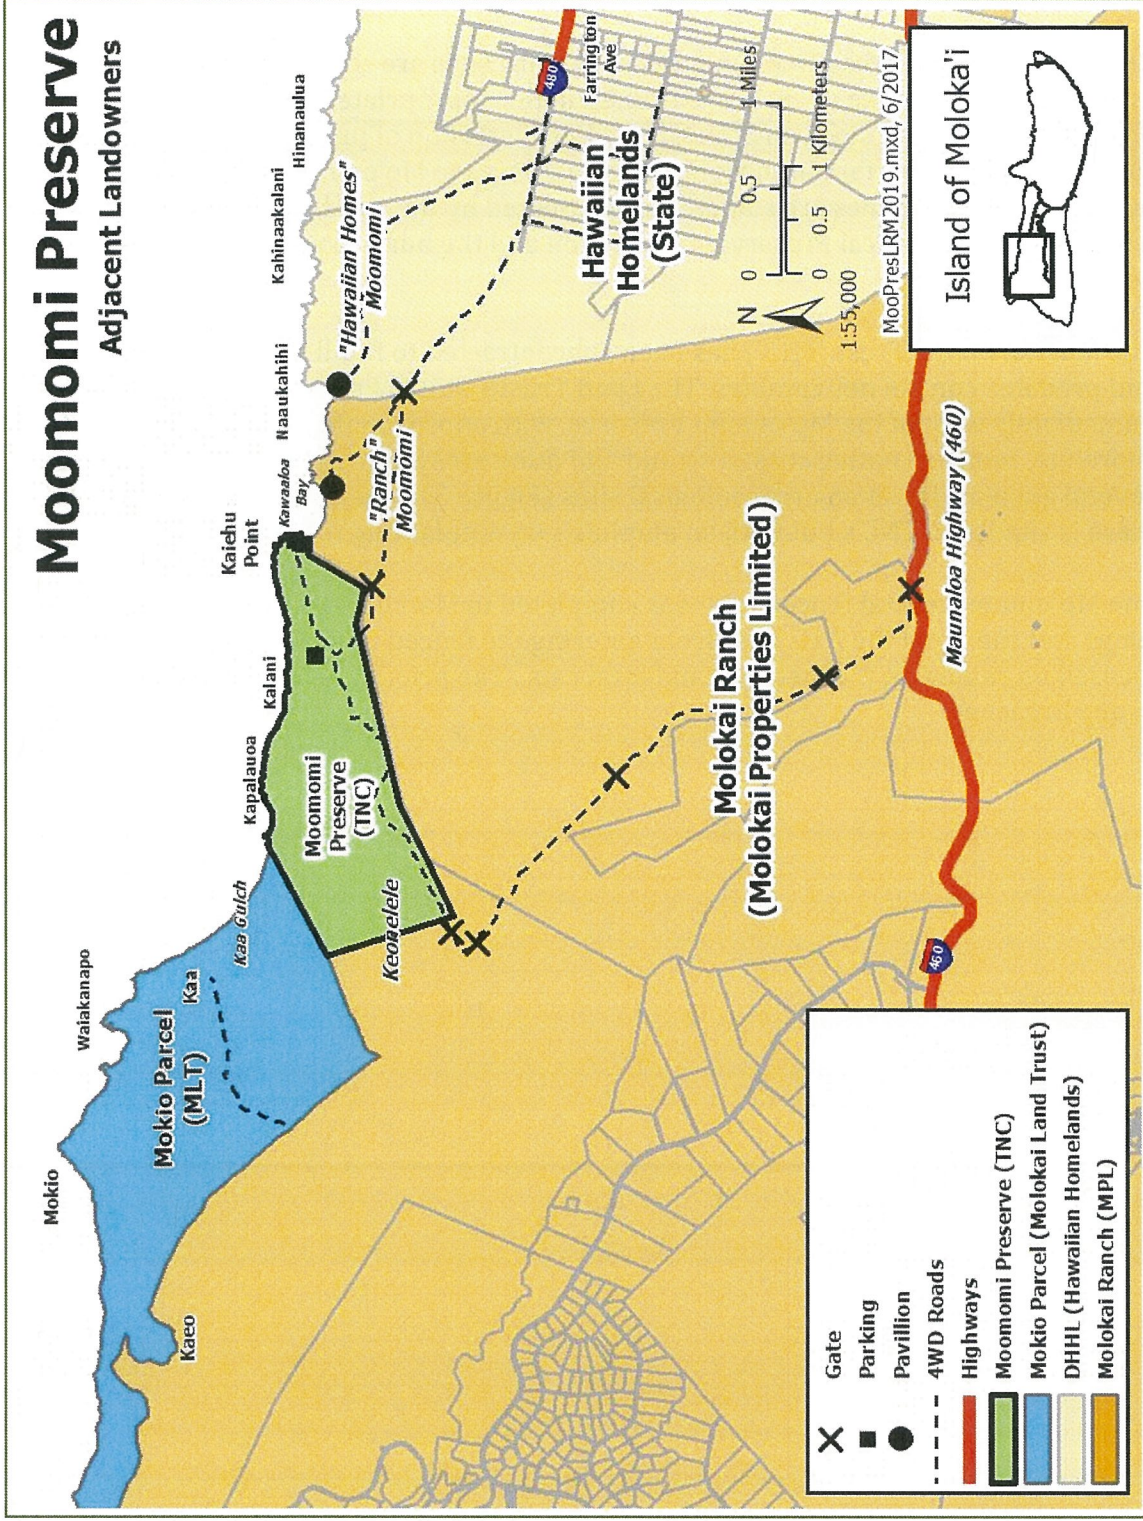 Moomomi Preserve
Adjacent Landowners
Mokio
Waiakanapo
Kapalauoa
Kalani
Kaiehu
Point
Kawaaloa
Bay
Naaukahihi
Kahinaakalani
Hinanaulua
Kaa Gulch
Kaa
Mokio Parcel
(MLT)
Kaeo
Moomomi
Preserve
(TNC)
Keonelele
"Ranch"
Moomomi
"Hawaiian Homes"
Moomomi
480
Farrington
Ave
Hawaiian
Homelands
(State)
Molokai Ranch
(Molokai Properties Limited)
Maunaloa Highway (460)
460
N
0 0.5 1 Miles
0 0.5 1 Kilometers
1:55,000
MooPresLRM2019.mxd, 6/2017
Island of Moloka'i
Gate
Parking
Pavillion
4WD Roads
Highways
Moomomi Preserve (TNC)
Mokio Parcel (Molokai Land Trust)
DHHL (Hawaiian Homelands)
Molokai Ranch (MPL)